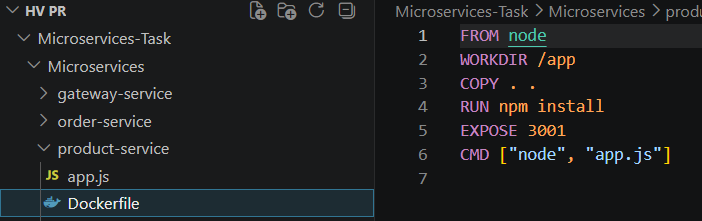 HV PR
Microservices-Task
Microservices
gateway-service
order-service
product-service
JS app.js
Dockerfile
Microservices-Task > Microservices >
1 FROM node
2 WORKDIR /app
3 COPY . .
4 RUN npm install
5 EXPOSE 3001
6 CMD ["node", "app.js"]
7